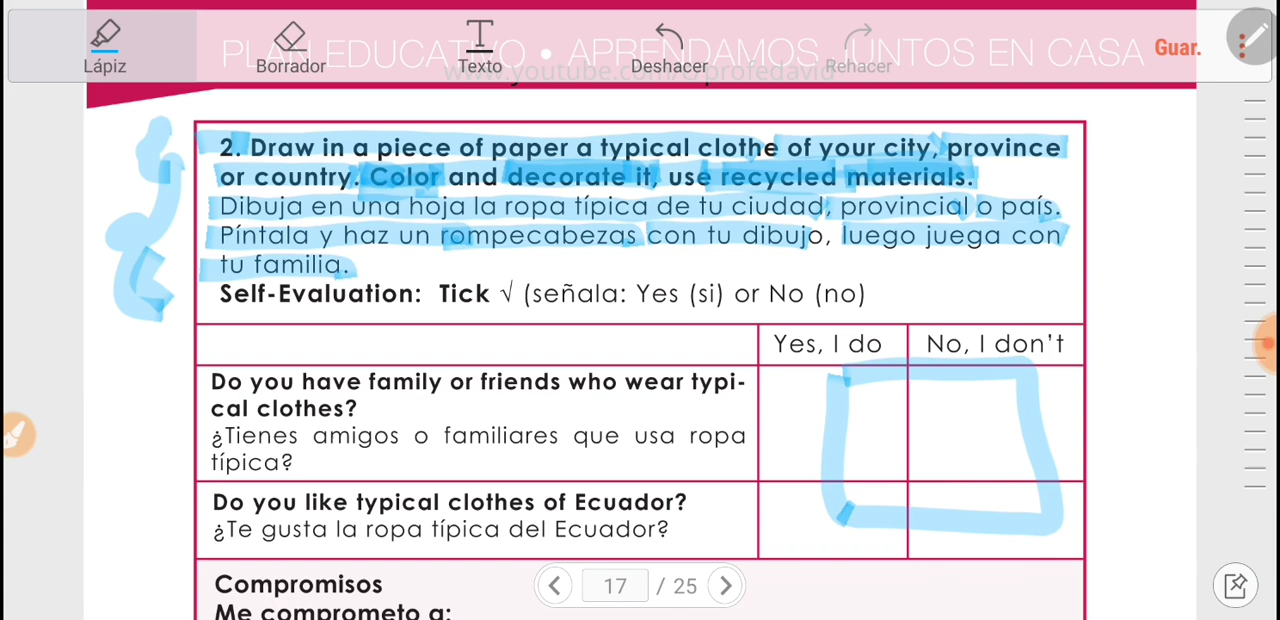 PLAN EDUCATIVO • APRENDAMOS JUNTOS EN CASA
Lápiz
Borrador
Texto
Deshacer
Rehacer
Guar.
2. Draw in a piece of paper a typical clothe of your city, province
or country. Color and decorate it, use recycled materials.
Dibuja en una hoja la ropa típica de tu ciudad, provincial o país.
Píntala y haz un rompecabezas con tu dibujo, luego juega con
tu familia.
Self-Evaluation: Tick √ (señala: Yes (si) or No (no)
Yes, I do
No, I don't
Do you have family or friends who wear typi-
cal clothes?
¿Tienes amigos o familiares que usa ropa
típica?
Do you like typical clothes of Ecuador?
¿Te gusta la ropa típica del Ecuador?
Compromisos
Me comprometo a:
17 / 25